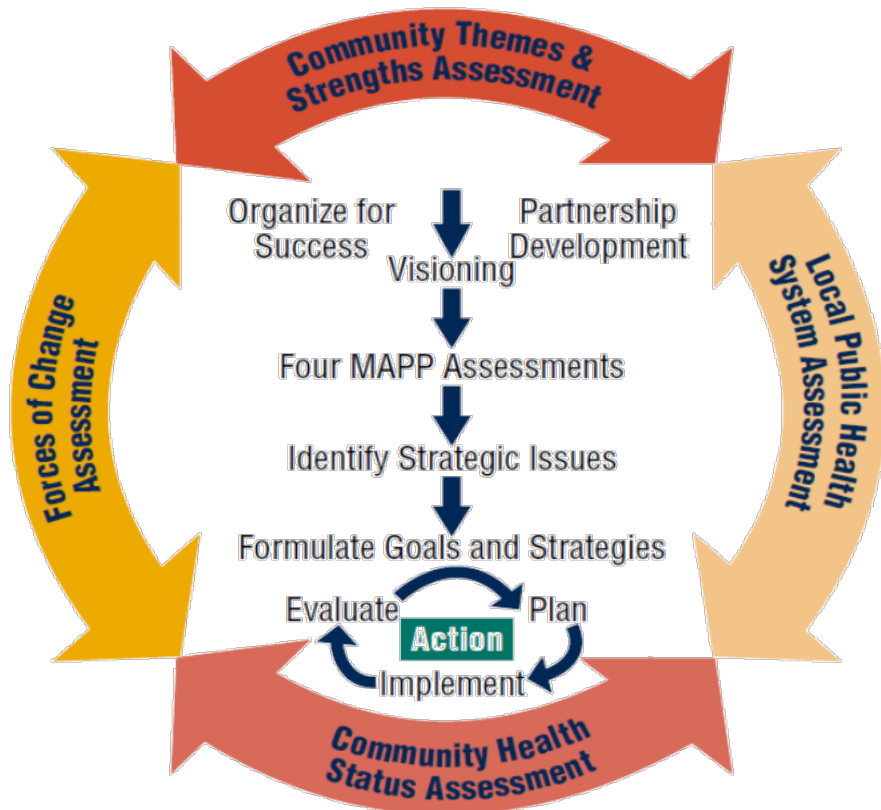 Community Themes &
Strengths Assessment
Organize for
Success
Partnership
Development
Visioning
Four MAPP Assessments
Identify Strategic Issues
Formulate Goals and Strategies
Evaluate
Plan
Action
Implement
Forces of Change
Assessment
Local Public Health
System Assessment
Community Health
Status Assessment